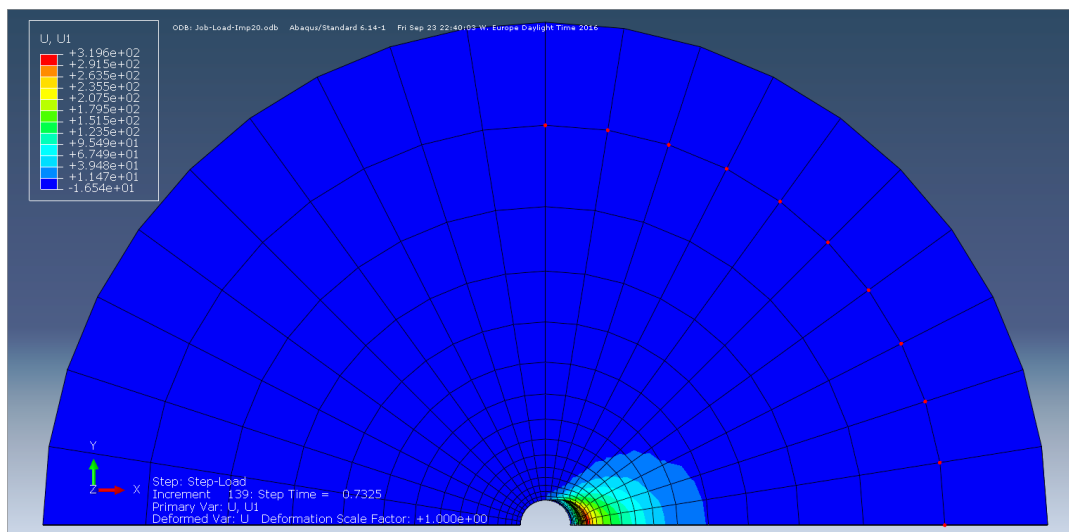 ODB: Job-Load-Imp20.odb Abaqus/Standard 6.14-1 Fri Sep 23 22:40:03 W. Europe Daylight Time 2016
U, U1
+3.196e+02
+2.915e+02
+2.635e+02
+2.355e+02
+2.075e+02
+1.795e+02
+1.515e+02
+1.235e+02
+9.549e+01
+6.749e+01
+3.948e+01
+1.147e+01
-1.654e+01
Y
Z X
Step: Step-Load
Increment 139: Step Time = 0.7325
Primary Var: U, U1
Deformed Var: U Deformation Scale Factor: +1.000e+00